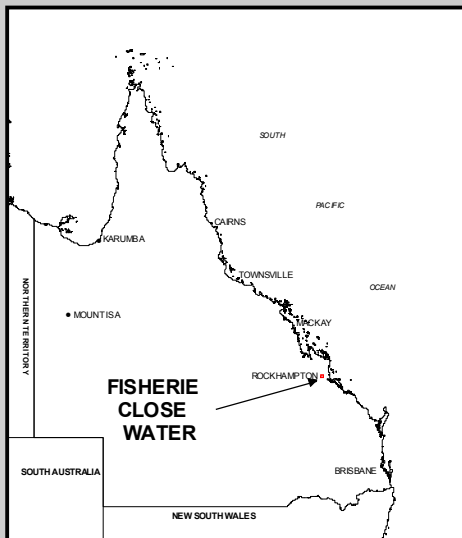 SOUTH
PACIFIC
CAIRNS
KARUMBA
TOWNSVILLE
OCEAN
NORTHERN TERRITORY
MOUNT ISA
MACKAY
ROCKHAMPTON
FISHERIE
CLOSE
WATER
SOUTH AUSTRALIA
BRISBANE
NEW SOUTH WALES